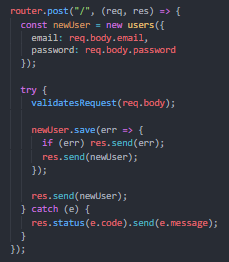 router.post("/", (req, res) => {
  const newUser = new users({
    email: req.body.email,
    password: req.body.password
  });

  try {
    validatesRequest(req.body);

    newUser.save(err => {
      if (err) res.send(err);
      res.send(newUser);
    });

    res.send(newUser);
  } catch (e) {
    res.status(e.code).send(e.message);
  }
});